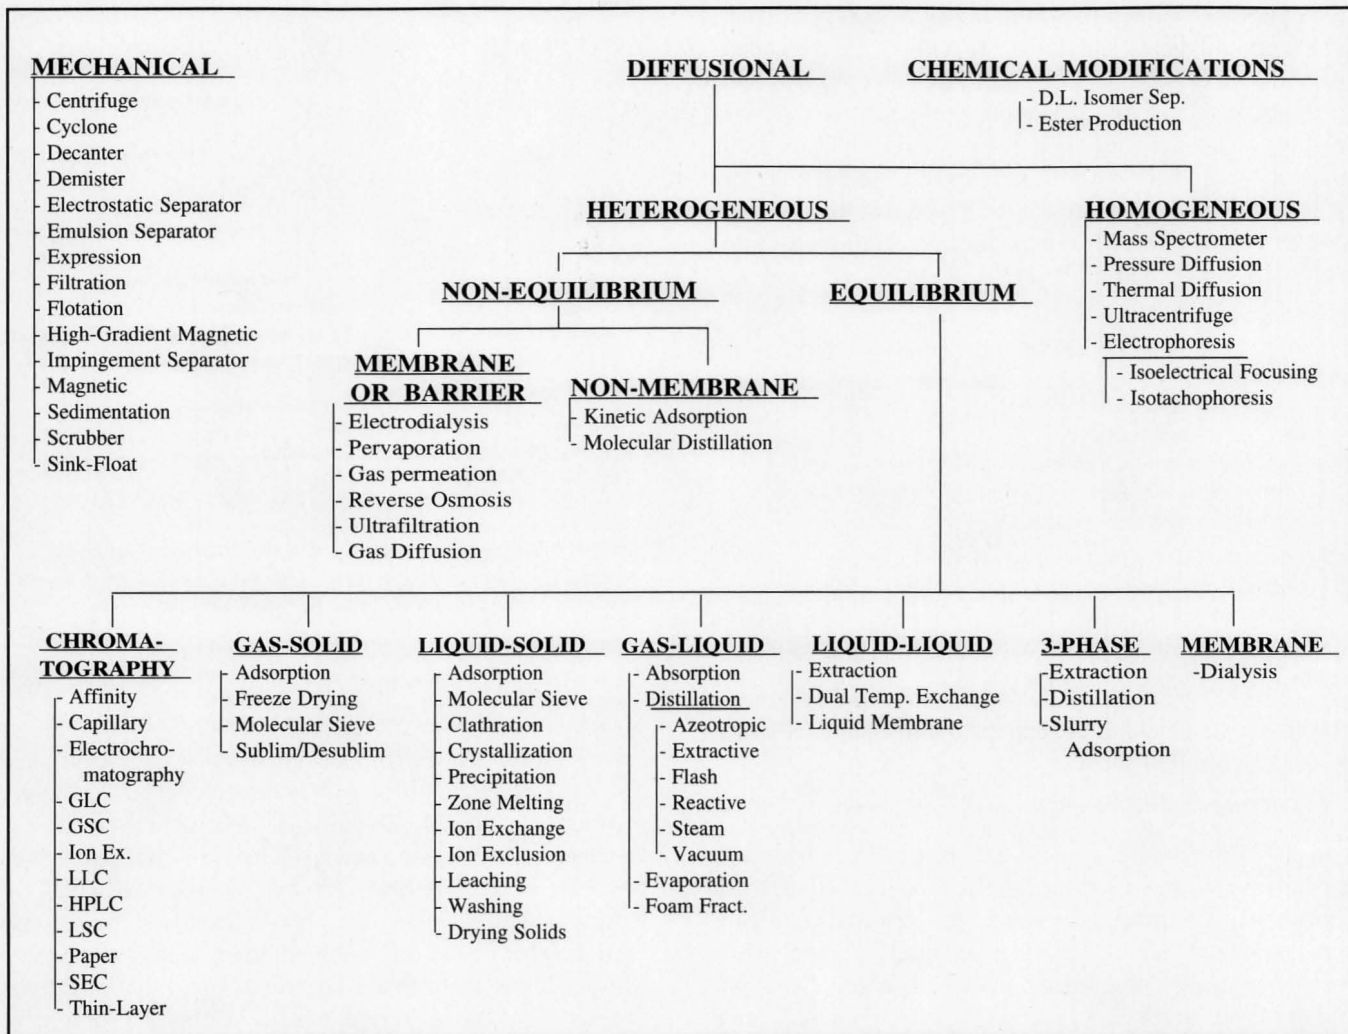 MECHANICAL
- Centrifuge
- Cyclone
- Decanter
- Demister
- Electrostatic Separator
- Emulsion Separator
- Expression
- Filtration
- Flotation
- High-Gradient Magnetic
- Impingement Separator
- Magnetic
- Sedimentation
- Scrubber
- Sink-Float
DIFFUSIONAL
CHEMICAL MODIFICATIONS
- D.L. Isomer Sep.
- Ester Production
HETEROGENEOUS
HOMOGENEOUS
- Mass Spectrometer
- Pressure Diffusion
- Thermal Diffusion
- Ultracentrifuge
- Electrophoresis
- Isoelectrical Focusing
- Isotachophoresis
NON-EQUILIBRIUM
EQUILIBRIUM
MEMBRANE
OR BARRIER
- Electrodialysis
- Pervaporation
- Gas permeation
- Reverse Osmosis
- Ultrafiltration
- Gas Diffusion
NON-MEMBRANE
- Kinetic Adsorption
- Molecular Distillation
CHROMA-
TOGRAPHY
- Affinity
- Capillary
- Electrochro-
matography
- GLC
- GSC
- Ion Ex.
- LLC
- HPLC
- LSC
- Paper
- SEC
- Thin-Layer
GAS-SOLID
- Adsorption
- Freeze Drying
- Molecular Sieve
- Sublim/Desublim
LIQUID-SOLID
- Adsorption
- Molecular Sieve
- Clathration
- Crystallization
- Precipitation
- Zone Melting
- Ion Exchange
- Ion Exclusion
- Leaching
- Washing
- Drying Solids
GAS-LIQUID
- Absorption
- Distillation
- Azeotropic
- Extractive
- Flash
- Reactive
- Steam
- Vacuum
- Evaporation
- Foam Fract.
LIQUID-LIQUID
- Extraction
- Dual Temp. Exchange
- Liquid Membrane
3-PHASE
-Extraction
-Distillation
-Slurry
Adsorption
MEMBRANE
-Dialysis